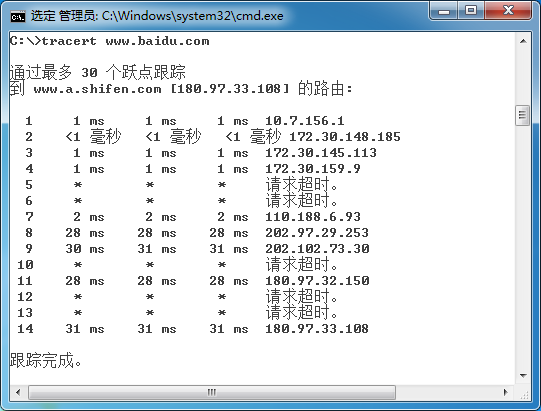 选定 管理员: C:\Windows\system32\cmd.exe
C:\>tracert www.baidu.com
通过最多 30 个跃点跟踪
到 www.a.shifen.com [180.97.33.108] 的路由:
1 1 ms 1 ms 1 ms 10.7.156.1
2 <1 毫秒 <1 毫秒 <1 毫秒 172.30.148.185
3 1 ms 1 ms 1 ms 172.30.145.113
4 1 ms 1 ms 1 ms 172.30.159.9
5 * * * 请求超时。
6 * * * 请求超时。
7 2 ms 2 ms 2 ms 110.188.6.93
8 28 ms 28 ms 28 ms 202.97.29.253
9 30 ms 31 ms 31 ms 202.102.73.30
10 * * * 请求超时。
11 28 ms 28 ms 28 ms 180.97.32.150
12 * * * 请求超时。
13 * * * 请求超时。
14 31 ms 31 ms 31 ms 180.97.33.108
跟踪完成。